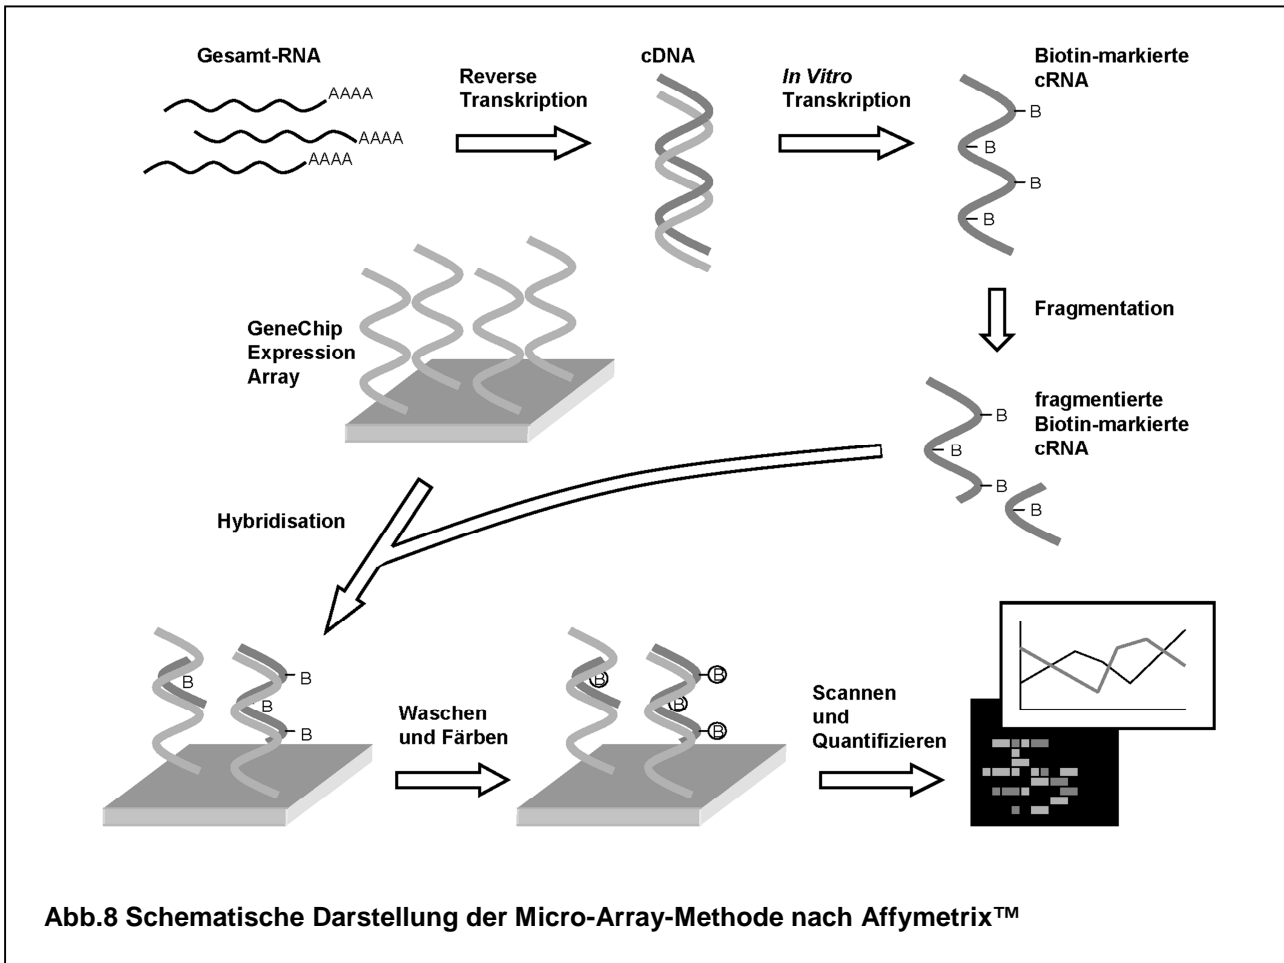 Gesamt-RNA
AAAA
AAAA
AAAA
Reverse
Transkription
cDNA
In Vitro
Transkription
Biotin-markierte
cRNA
B
B
B
B
Fragmentation
GeneChip
Expression
Array
fragmentierte
Biotin-markierte
cRNA
B
B
B
B
Hybridisation
B
B
B
B
Waschen
und Färben
B
B
B
B
Scannen
und
Quantifizieren
Abb.8 Schematische Darstellung der Micro-Array-Methode nach Affymetrix™